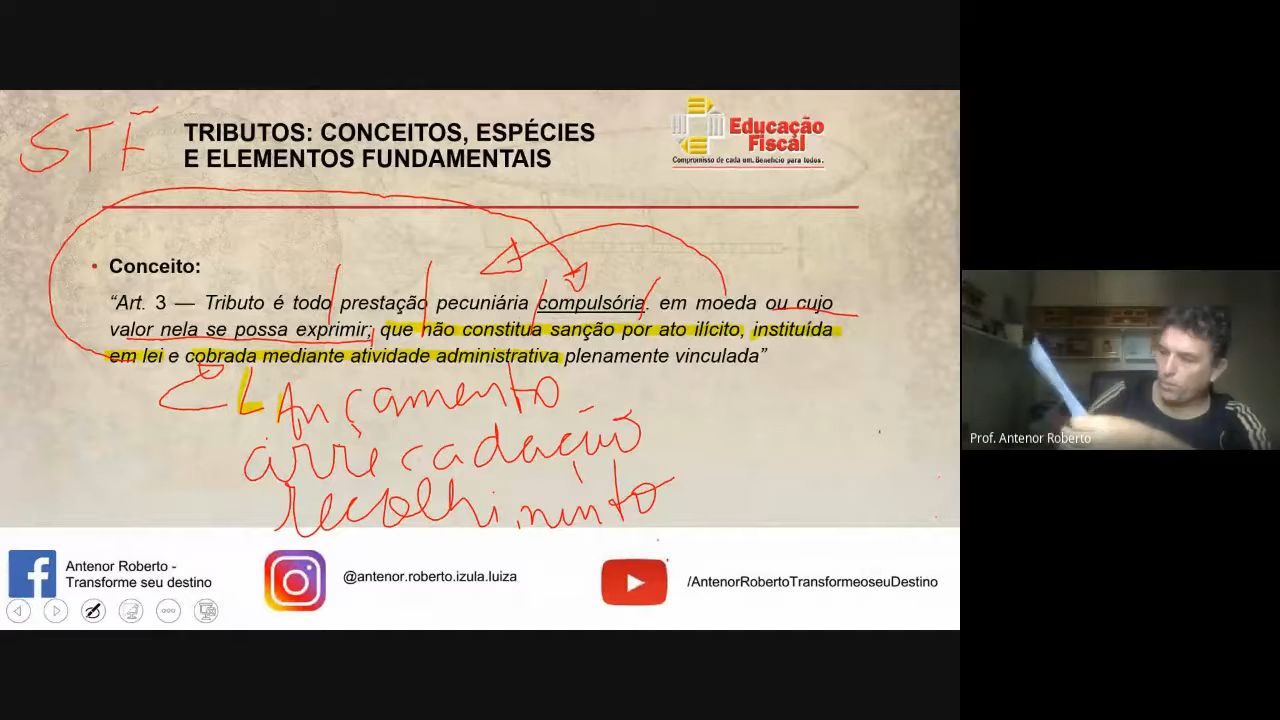 STF
TRIBUTOS: CONCEITOS, ESPÉCIES
E ELEMENTOS FUNDAMENTAIS
Educação
Fiscal
Compromisso de cada um. Benefício para todos.
• Conceito:
“Art. 3 — Tributo é todo prestação pecuniária compulsória. em moeda ou cujo
valor nela se possa exprimir; que não constitua sanção por ato ilícito, instituída
em lei e cobrada mediante atividade administrativa plenamente vinculada”
Lançamento
arrecadação
recolhimento
Prof. Antenor Roberto
Antenor Roberto -
Transforme seu destino
@antenor.roberto.izula.luiza
/AntenorRobertoTransformeoseuDestino